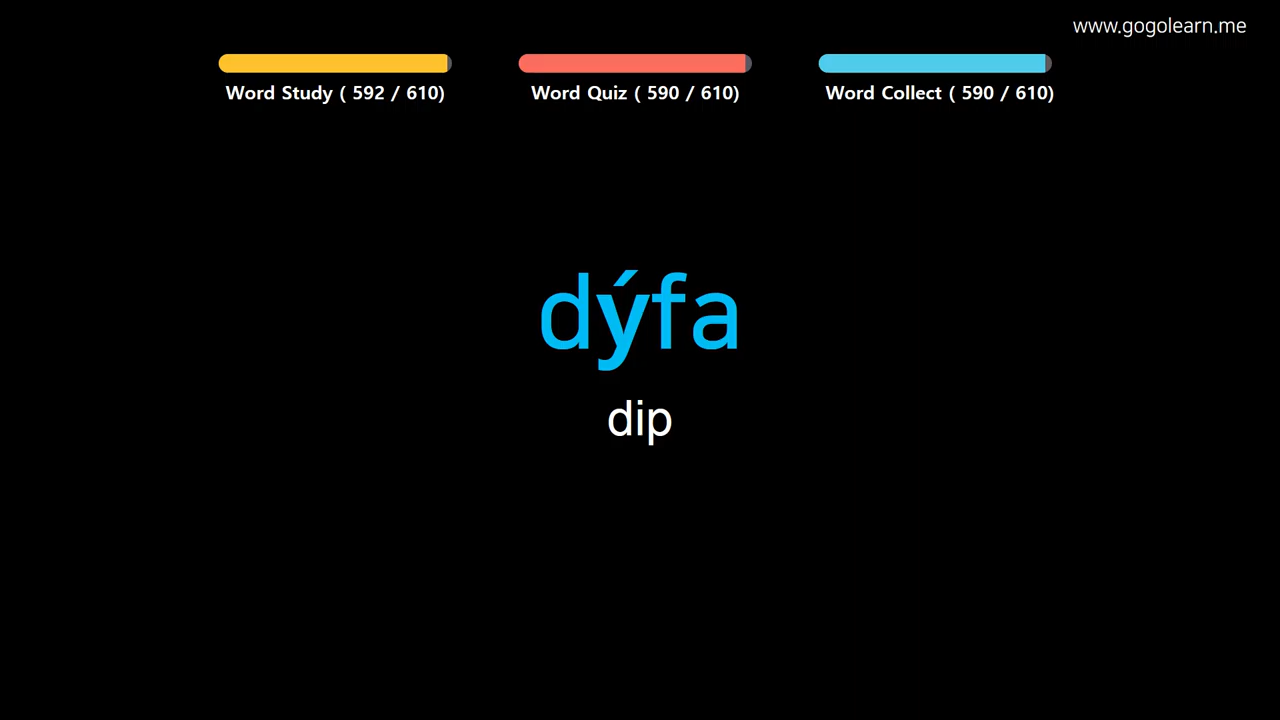 www.gogolearn.me
Word Study ( 592 / 610)
Word Quiz ( 590 / 610)
Word Collect ( 590 / 610)
dýfa
dip